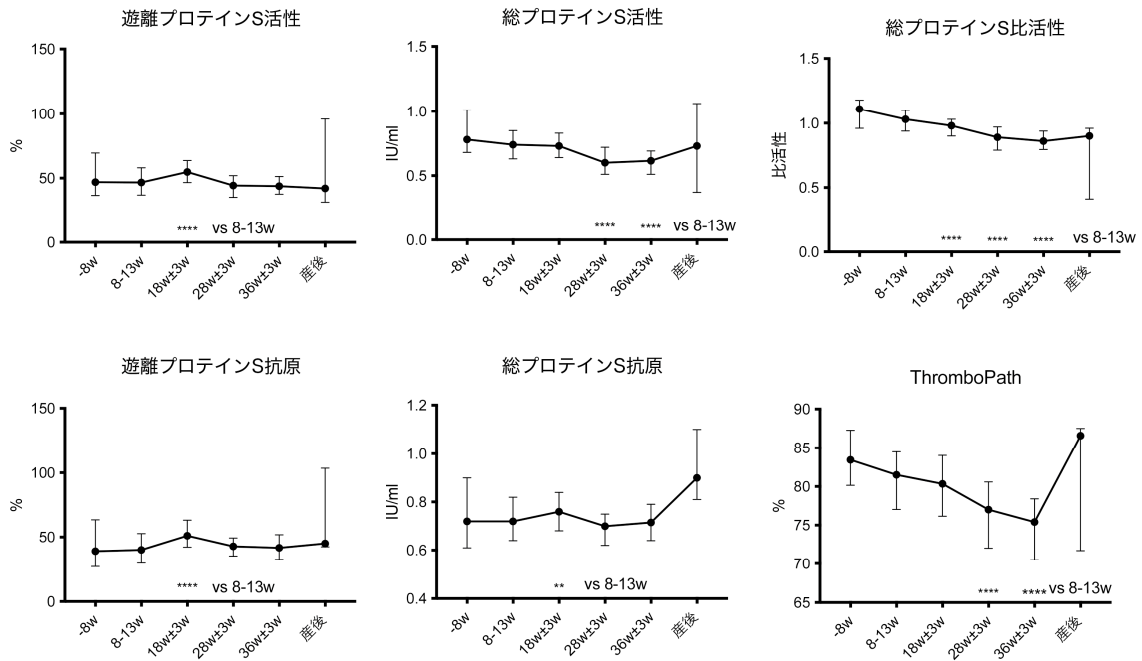 遊離プロテインS活性
150
100
50
0
%
**** vs 8-13w
-8w
8-13w
18w±3w
28w±3w
36w±3w
産後
総プロテインS活性
1.5
1.0
0.5
0.0
IU/ml
**** **** vs 8-13w
-8w
8-13w
18w±3w
28w±3w
36w±3w
産後
総プロテインS比活性
1.5
1.0
0.5
0.0
比活性
**** **** **** vs 8-13w
-8w
8-13w
18w±3w
28w±3w
36w±3w
産後
遊離プロテインS抗原
150
100
50
0
%
**** vs 8-13w
-8w
8-13w
18w±3w
28w±3w
36w±3w
産後
総プロテインS抗原
1.2
1.0
0.8
0.6
0.4
IU/ml
** vs 8-13w
-8w
8-13w
18w±3w
28w±3w
36w±3w
産後
ThromboPath
90
85
80
75
70
65
%
**** **** vs 8-13w
-8w
8-13w
18w±3w
28w±3w
36w±3w
産後